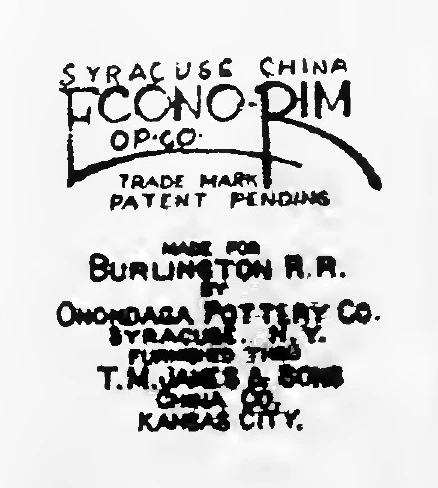 SYRACUSE CHINA
ECONO-RIM
OP.CO.
TRADE MARK
PATENT PENDING
MADE FOR
BURLINGTON R.R.
BY
ONONDAGA POTTERY CO.
SYRACUSE, N.Y.
FURNISHED THRU
T.M. JAMES & SONS
CHINA CO.
KANSAS CITY.